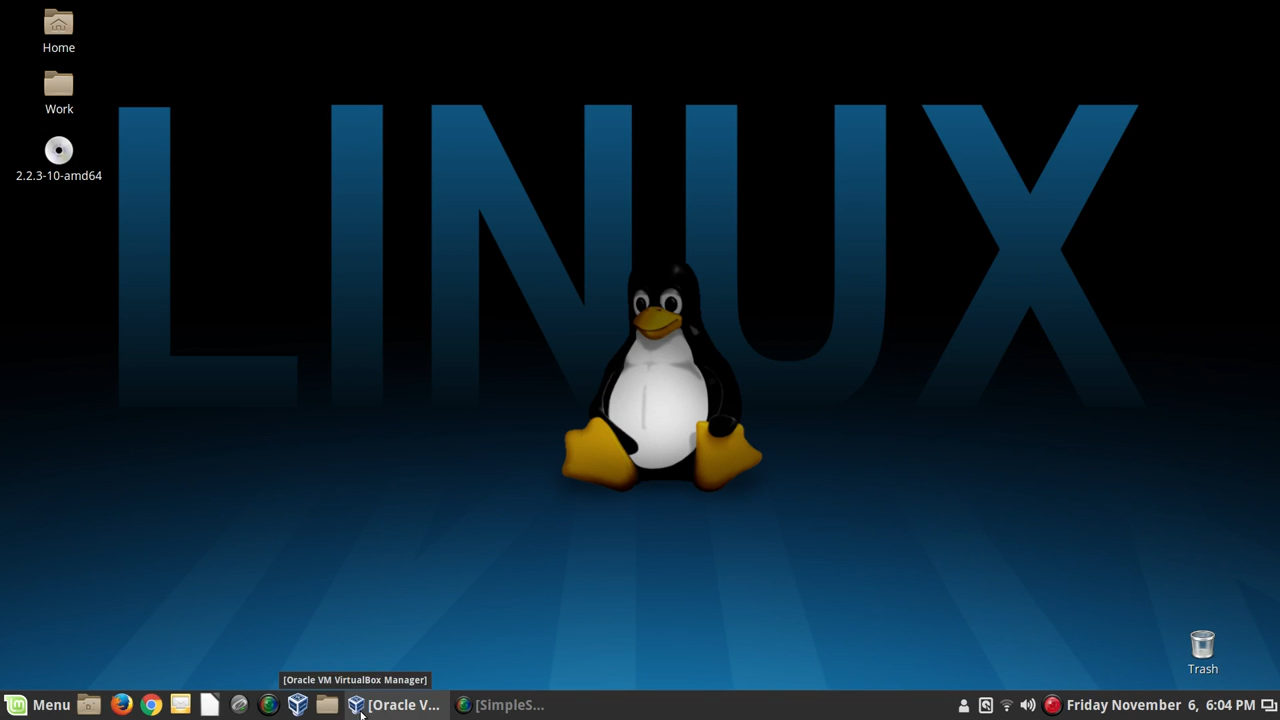 Home
Work
2.2.3-10-amd64
LINUX
Trash
[Oracle VM VirtualBox Manager]
Menu
[Oracle V...
[SimpleS...
Friday November 6, 6:04 PM